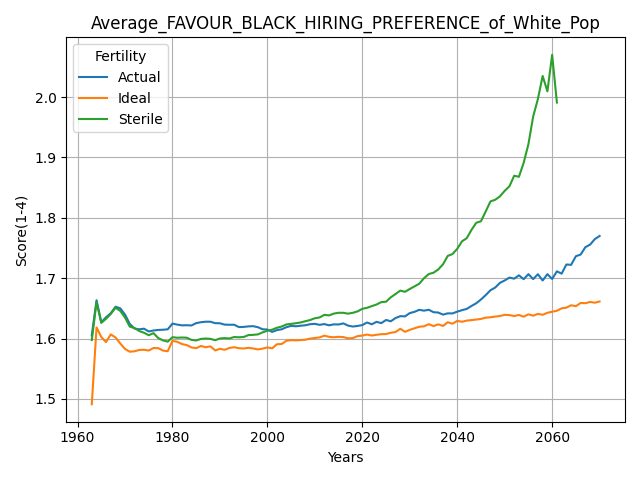 Average_FAVOUR_BLACK_HIRING_PREFERENCE_of_White_Pop
Fertility
Actual
Ideal
Sterile
Score(1-4)
2.0
1.9
1.8
1.7
1.6
1.5
1960 1980 2000 2020 2040 2060
Years